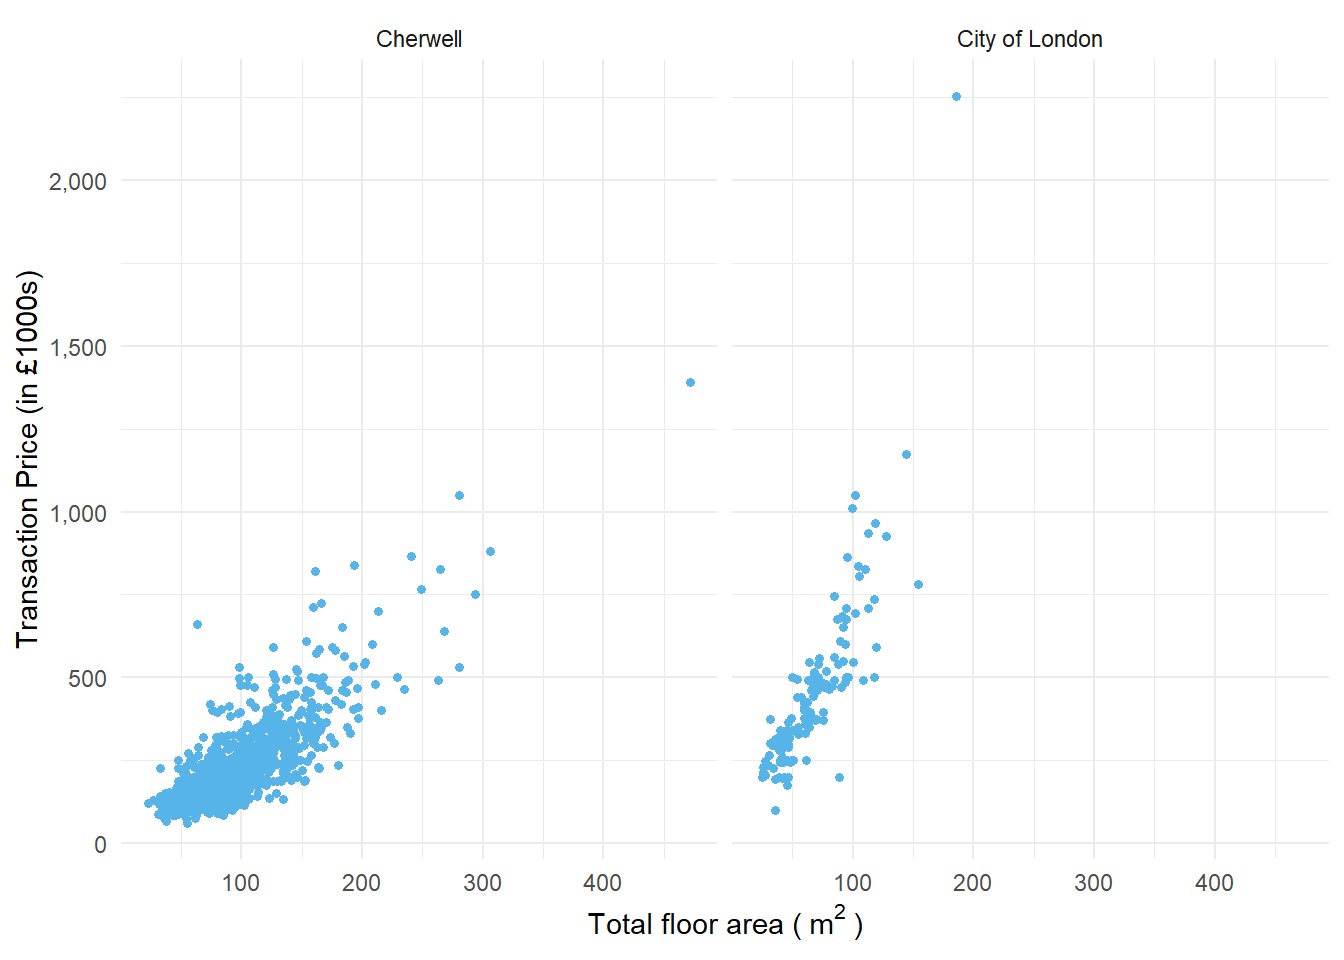 Cherwell
City of London
Transaction Price (in £1000s)
2,000
1,500
1,000
500
0
100 200 300 400
100 200 300 400
Total floor area ( m² )